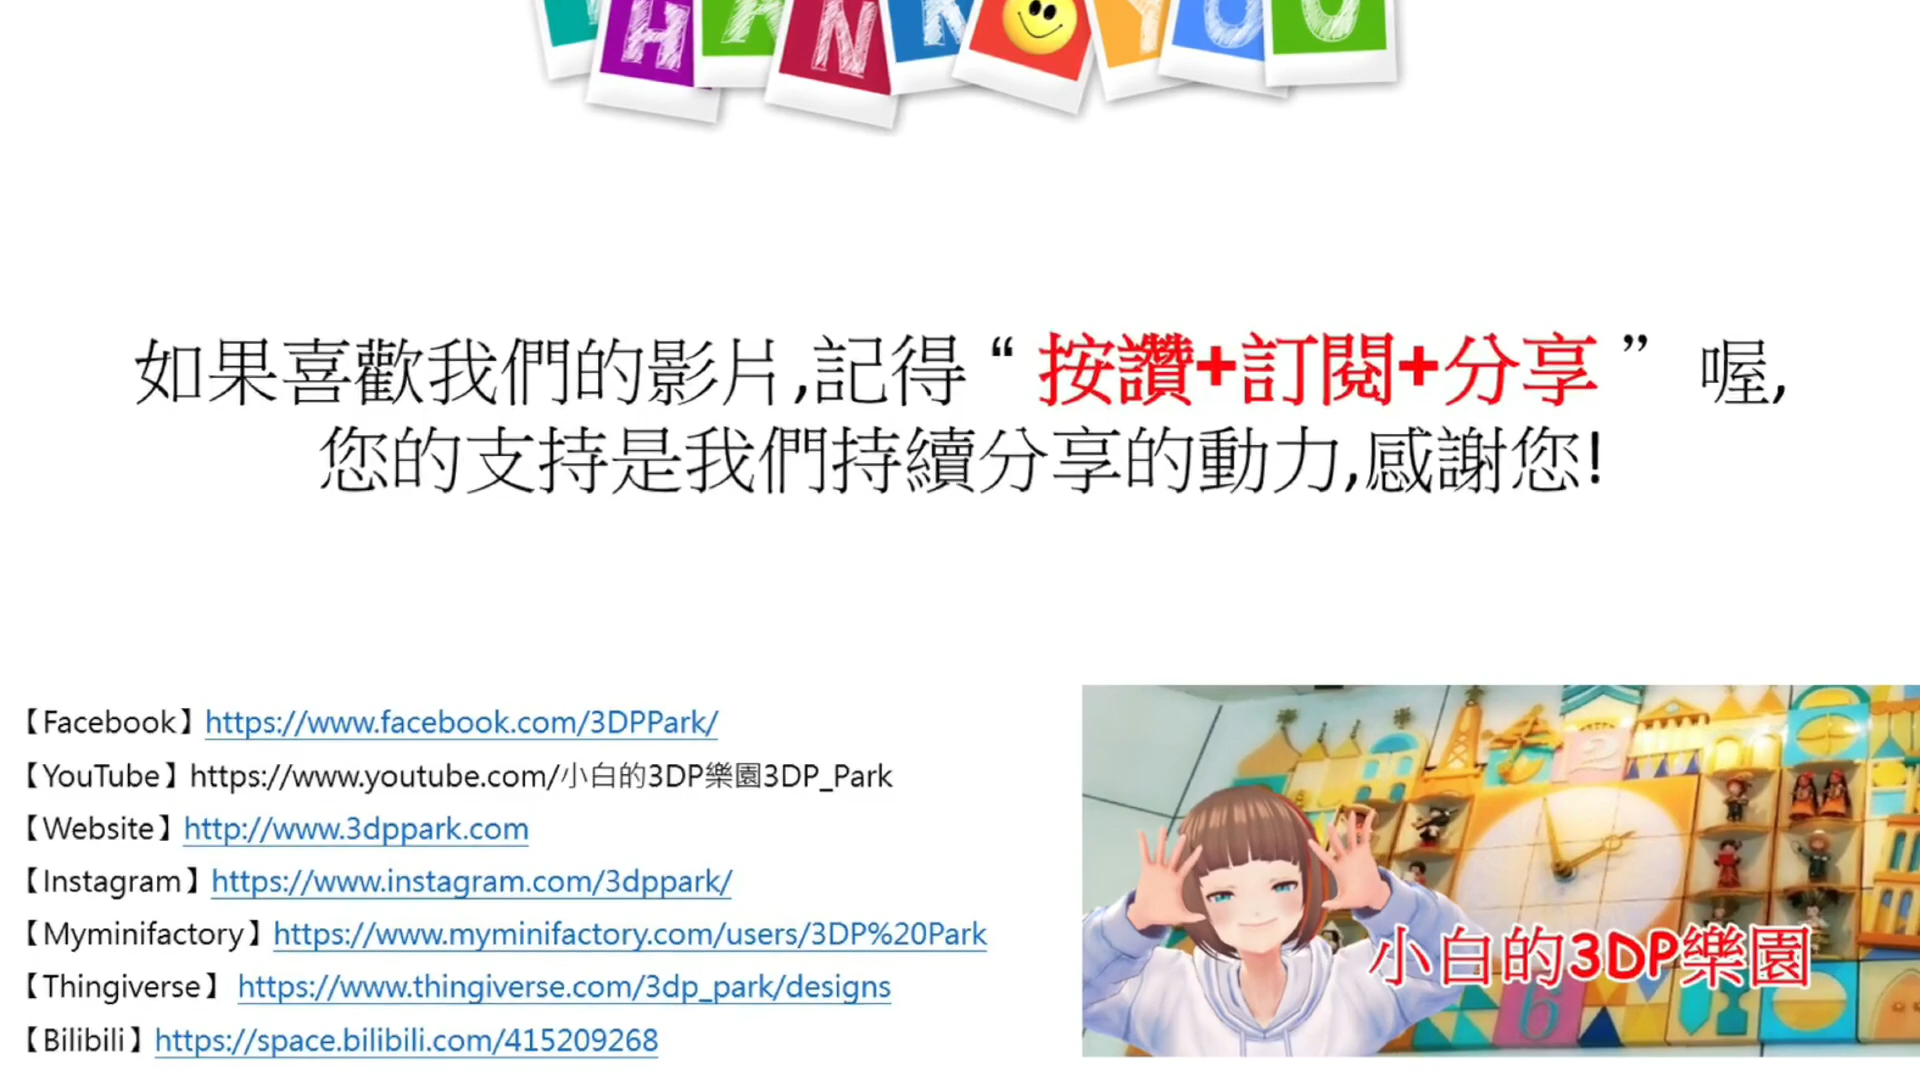 THANK YOU
如果喜歡我們的影片,記得“按讚+訂閱+分享” 喔,
您的支持是我們持續分享的動力,感謝您!
【Facebook】https://www.facebook.com/3DPPark/
【YouTube】https://www.youtube.com/小白的3DP樂園3DP_Park
【Website】http://www.3dppark.com
【Instagram】https://www.instagram.com/3dppark/
【Myminifactory】https://www.myminifactory.com/users/3DP%20Park
【Thingiverse】 https://www.thingiverse.com/3dp_park/designs
【Bilibili】https://space.bilibili.com/415209268
2
小白的3DP樂園
6